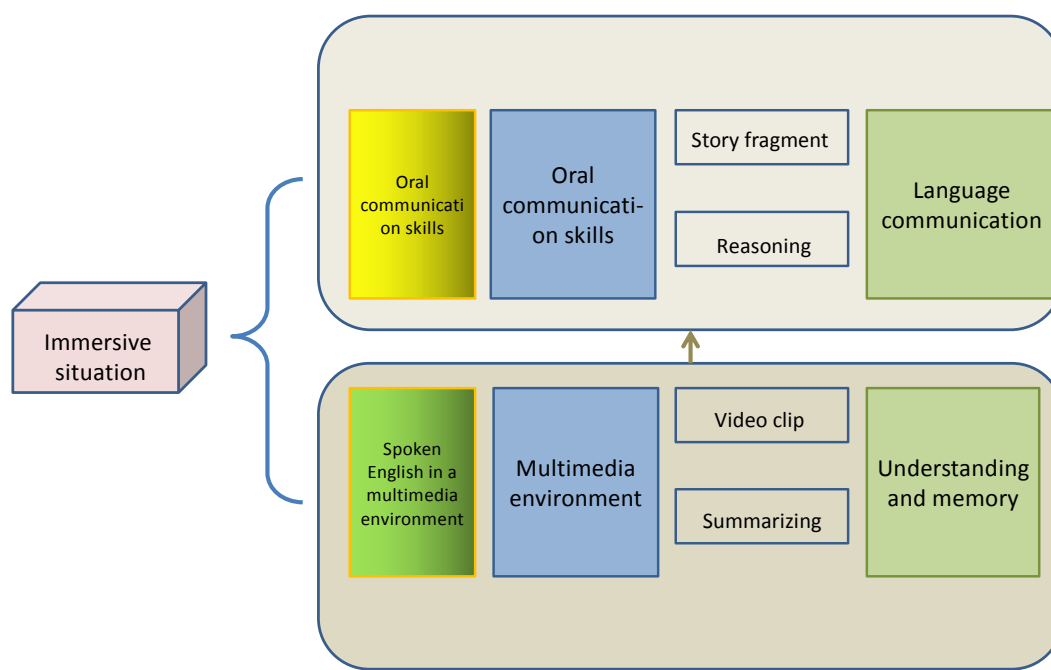 Immersive
situation
Oral
communicati
on skills
Oral
communicati-
on skills
Story fragment
Reasoning
Language
communication
Spoken
English in a
multimedia
environment
Multimedia
environment
Video clip
Summarizing
Understanding
and memory